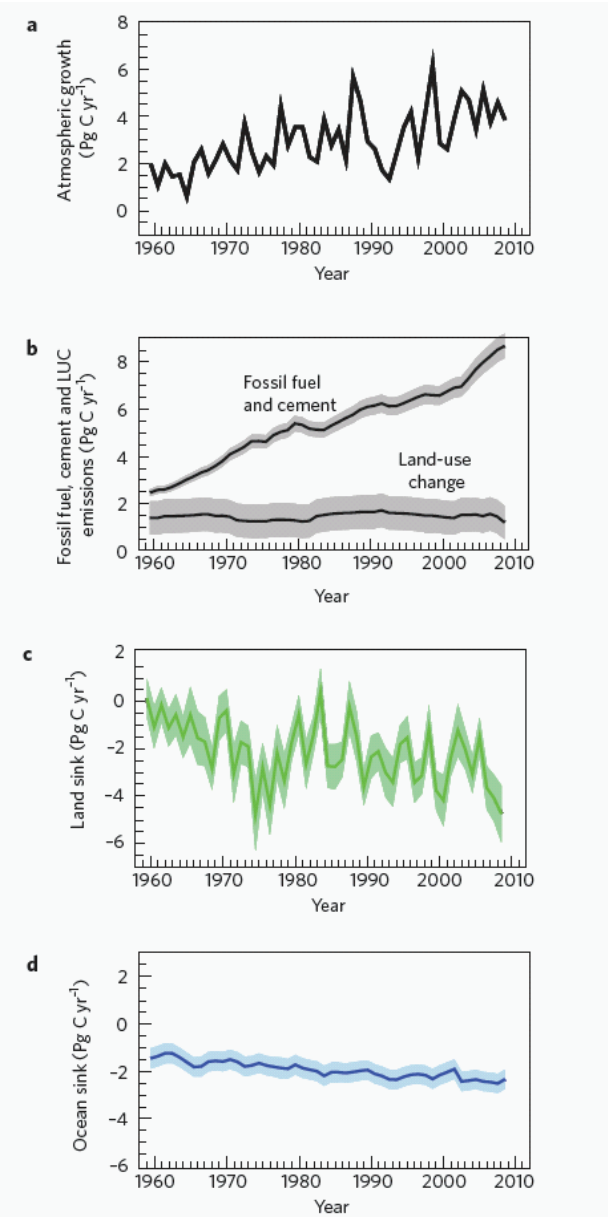 a
Atmospheric growth
(Pg C yr⁻¹)
8
6
4
2
0
1960 1970 1980 1990 2000 2010
Year
b
Fossil fuel, cement and LUC
emissions (Pg C yr⁻¹)
8
6
4
2
0
Fossil fuel
and cement
Land-use
change
1960 1970 1980 1990 2000 2010
Year
c
Land sink (Pg C yr⁻¹)
2
0
−2
−4
−6
1960 1970 1980 1990 2000 2010
Year
d
Ocean sink (Pg C yr⁻¹)
2
0
−2
−4
−6
1960 1970 1980 1990 2000 2010
Year